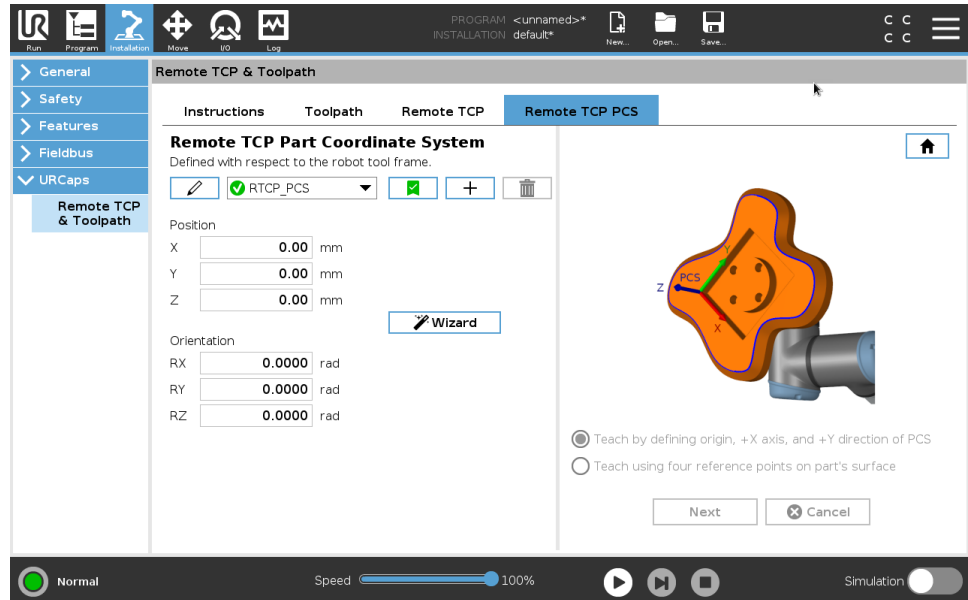 PROGRAM <unnamed>*
INSTALLATION default*
Run Program Installation Move I/O Log New... Open... Save...
C C
C C
General
Safety
Features
Fieldbus
URCaps
Remote TCP
& Toolpath
Remote TCP & Toolpath
Instructions Toolpath Remote TCP Remote TCP PCS
Remote TCP Part Coordinate System
Defined with respect to the robot tool frame.
RTCP_PCS
Position
X 0.00 mm
Y 0.00 mm
Z 0.00 mm
Wizard
Orientation
RX 0.0000 rad
RY 0.0000 rad
RZ 0.0000 rad
Y
PCS
Z
X
Teach by defining origin, +X axis, and +Y direction of PCS
Teach using four reference points on part's surface
Next Cancel
Normal Speed 100% Simulation